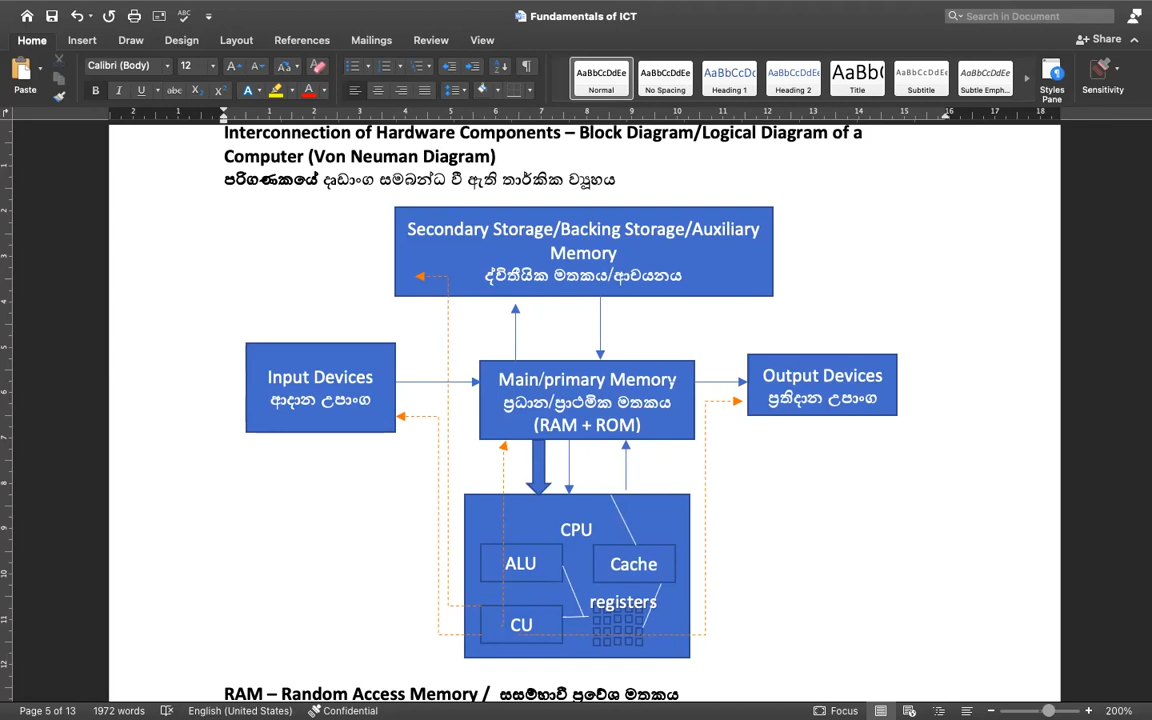 Fundamentals of ICT
Search in Document
Home Insert Draw Design Layout References Mailings Review View
Share
Paste
Calibri (Body) 12
AaBbCcDdEe Normal
AaBbCcDdEe No Spacing
AaBbCcDc Heading 1
AaBbCcDdEe Heading 2
AaBb( Title
AaBbCcDdEe Subtitle
AaBbCcDdEe Subtle Emph...
Styles Pane
Sensitivity
Interconnection of Hardware Components – Block Diagram/Logical Diagram of a
Computer (Von Neuman Diagram)
පරිගණකයේ දෘඩාංග සමබන්ධ වී ඇති තාර්කික ව්‍යූහය
Secondary Storage/Backing Storage/Auxiliary
Memory
ද්විතීයික මතකය/ආචයනය
Input Devices
ආදාන උපාංග
Main/primary Memory
ප්‍රධාන/ප්‍රාථමික මතකය
(RAM + ROM)
Output Devices
ප්‍රතිදාන උපාංග
CPU
ALU
Cache
registers
CU
RAM – Random Access Memory / සසම්භාවී ප්‍රවේශ මතකය
Page 5 of 13 1972 words English (United States) Confidential Focus 200%